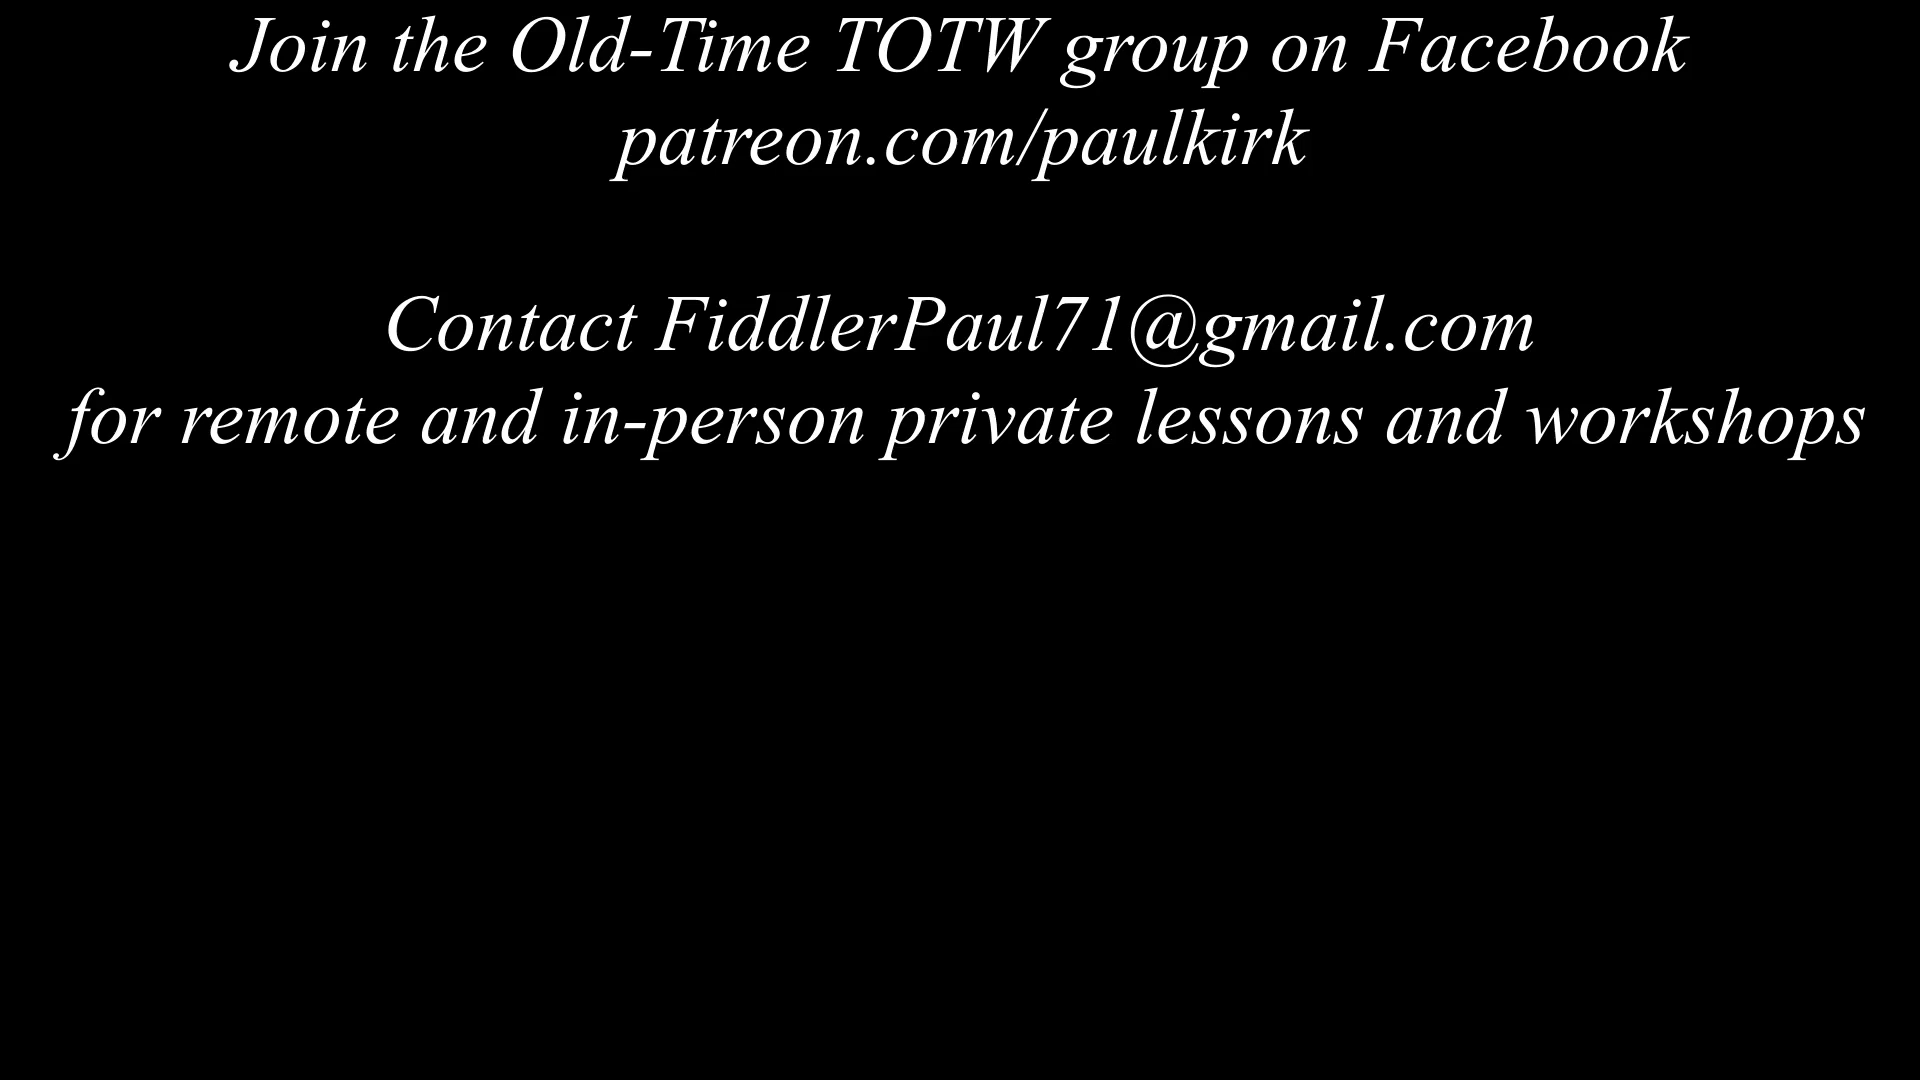 Join the Old-Time TOTW group on Facebook
patreon.com/paulkirk
Contact FiddlerPaul71@gmail.com
for remote and in-person private lessons and workshops